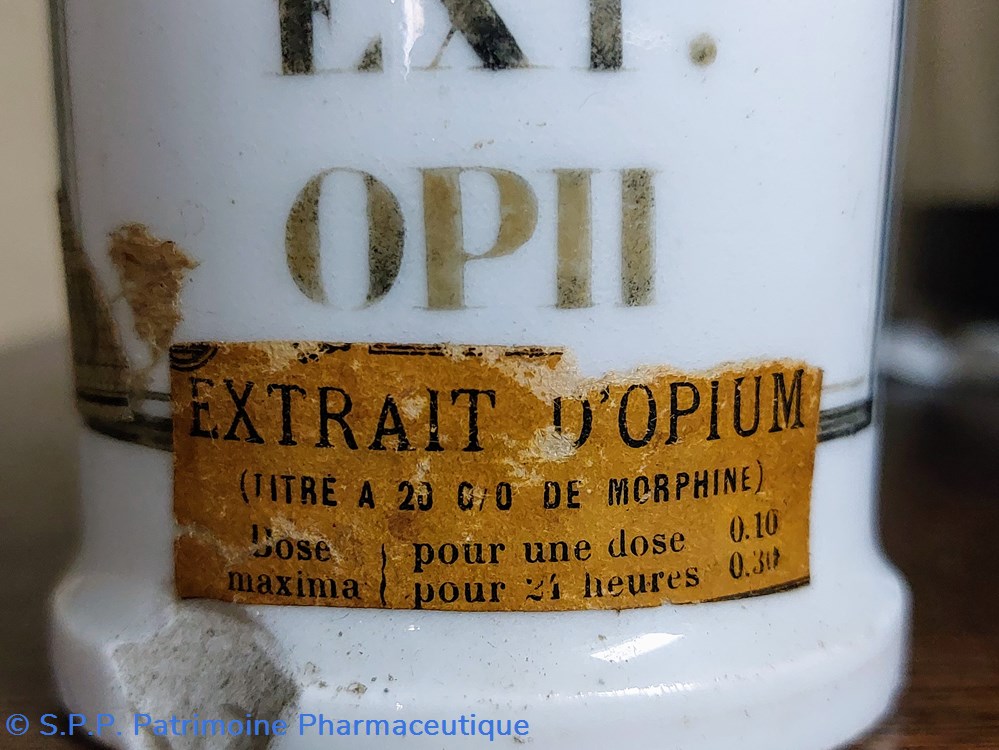 EXT.
OPII
EXTRAIT D'OPIUM
(TITRÉ A 20 0/0 DE MORPHINE)
Dose maxima { pour une dose 0.10
pour 24 heures 0.30
© S.P.P. Patrimoine Pharmaceutique